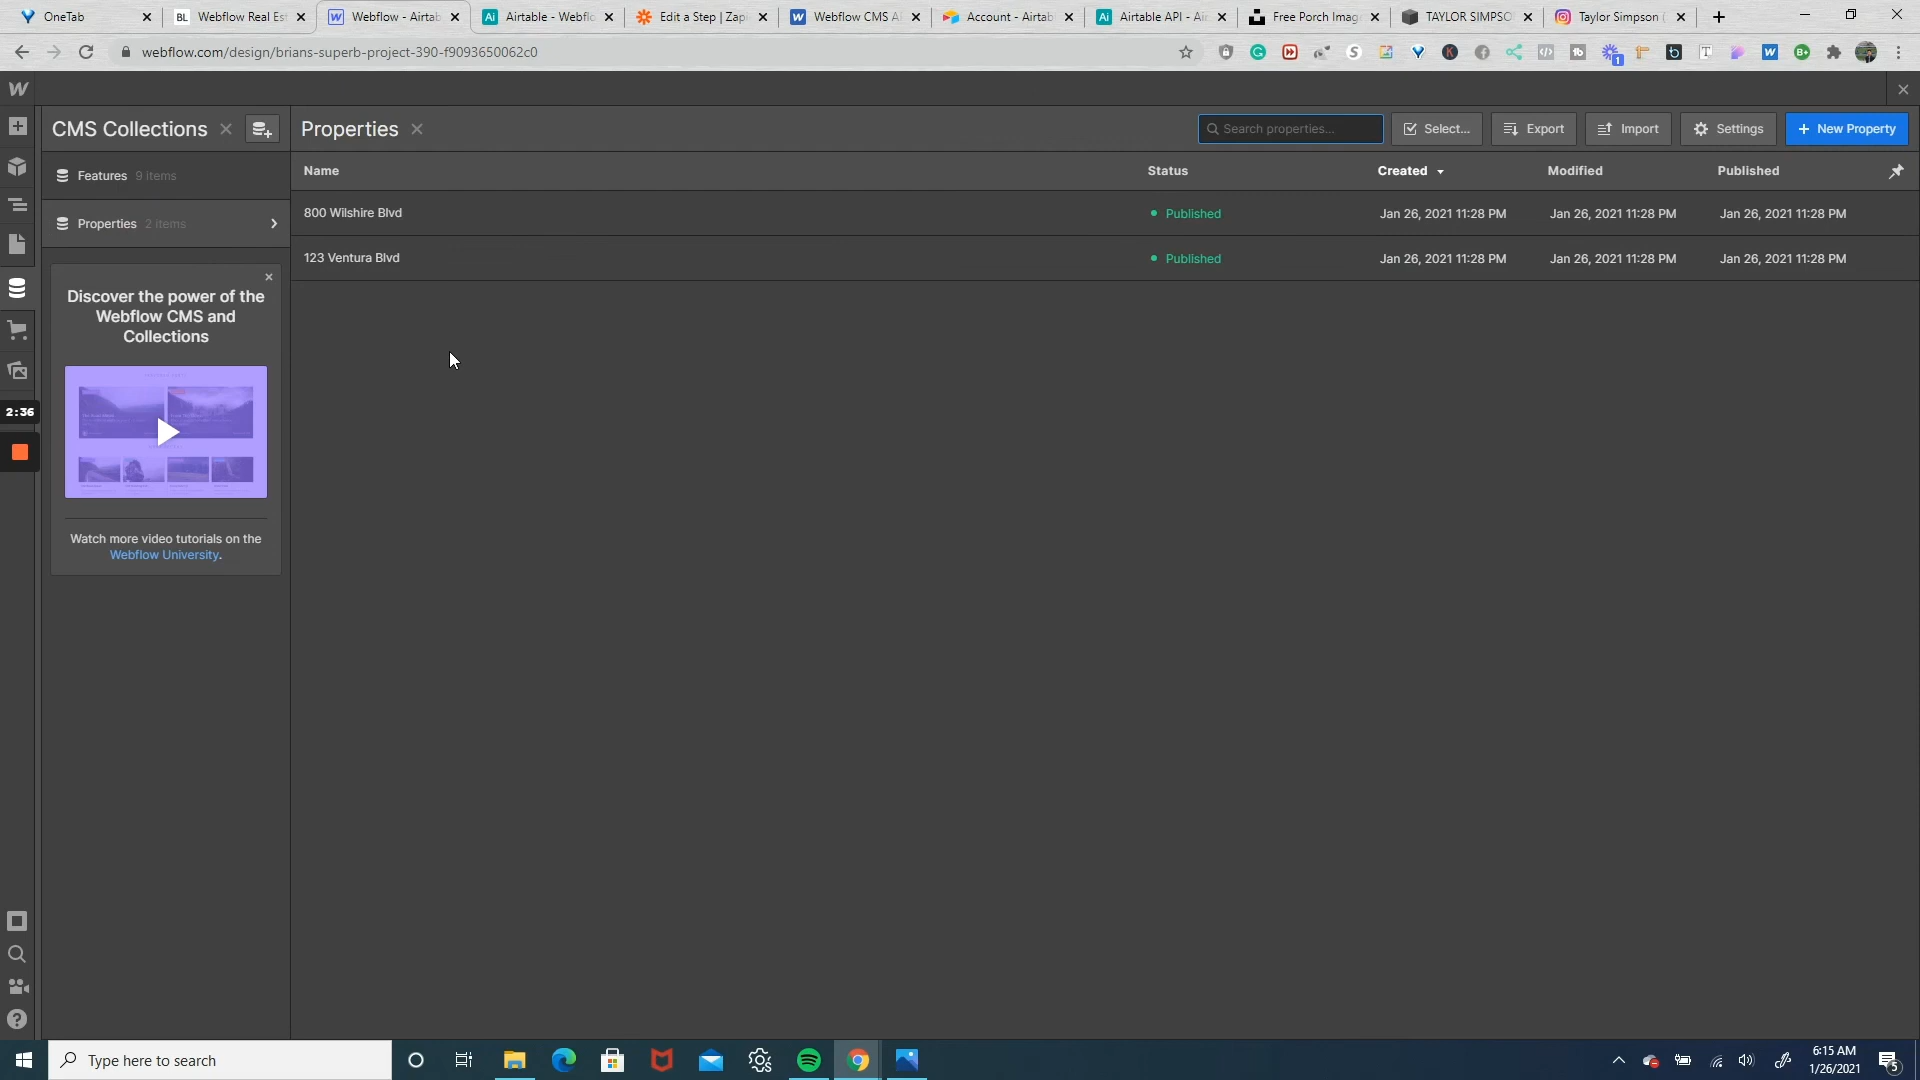 OneTab
BL Webflow Real Es
Webflow - Airtab
Ai Airtable - Webflo
Edit a Step | Zap
Webflow CMS A
Account - Airtab
Ai Airtable API - Ai
Free Porch Imag
TAYLOR SIMPSO
Taylor Simpson (
webflow.com/design/brians-superb-project-390-f9093650062c0
CMS Collections
Properties
Search properties...
Select...
Export
Import
Settings
+ New Property
Features 9 items
Properties 2 items
Name Status Created Modified Published
800 Wilshire Blvd Published Jan 26, 2021 11:28 PM Jan 26, 2021 11:28 PM Jan 26, 2021 11:28 PM
123 Ventura Blvd Published Jan 26, 2021 11:28 PM Jan 26, 2021 11:28 PM Jan 26, 2021 11:28 PM
Discover the power of the
Webflow CMS and
Collections
2:36
Watch more video tutorials on the
Webflow University.
Type here to search
6:15 AM
1/26/2021
5